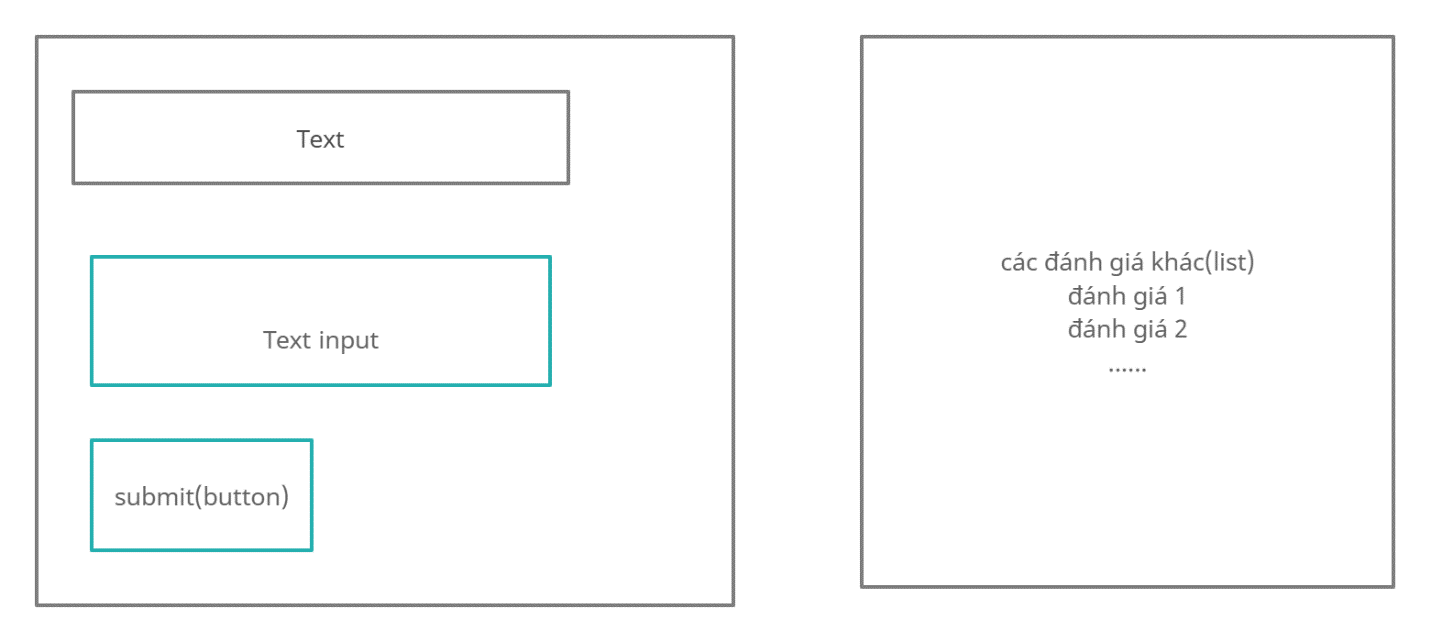 Text
Text input
submit(button)
các đánh giá khác(list)
đánh giá 1
đánh giá 2
......